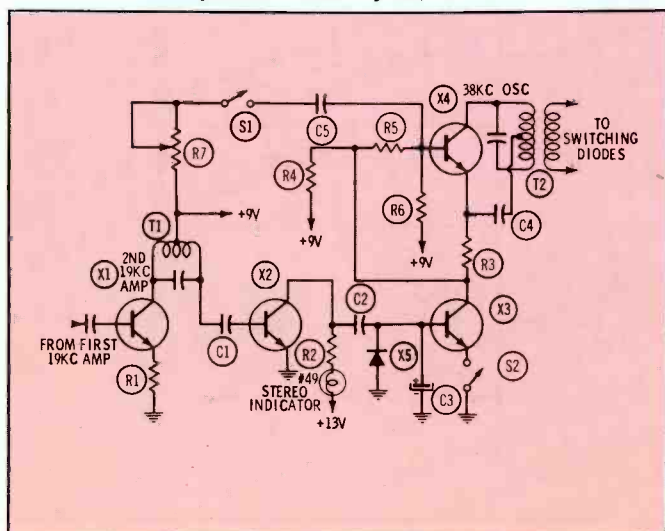 X4
38KC OSC
S1
C5
R5
TO
SWITCHING
DIODES
R7
R4
T2
R6
C4
+9V
T1
+9V
+9V
R3
X1
2ND
19KC
AMP
X2
C2
X3
FROM FIRST
19KC AMP
C1
R2
X5
S2
R1
#49
STEREO
INDICATOR
C3
+13V